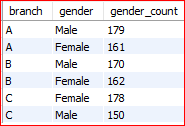 branch gender gender_count
A Male 179
A Female 161
B Male 170
B Female 162
C Female 178
C Male 150